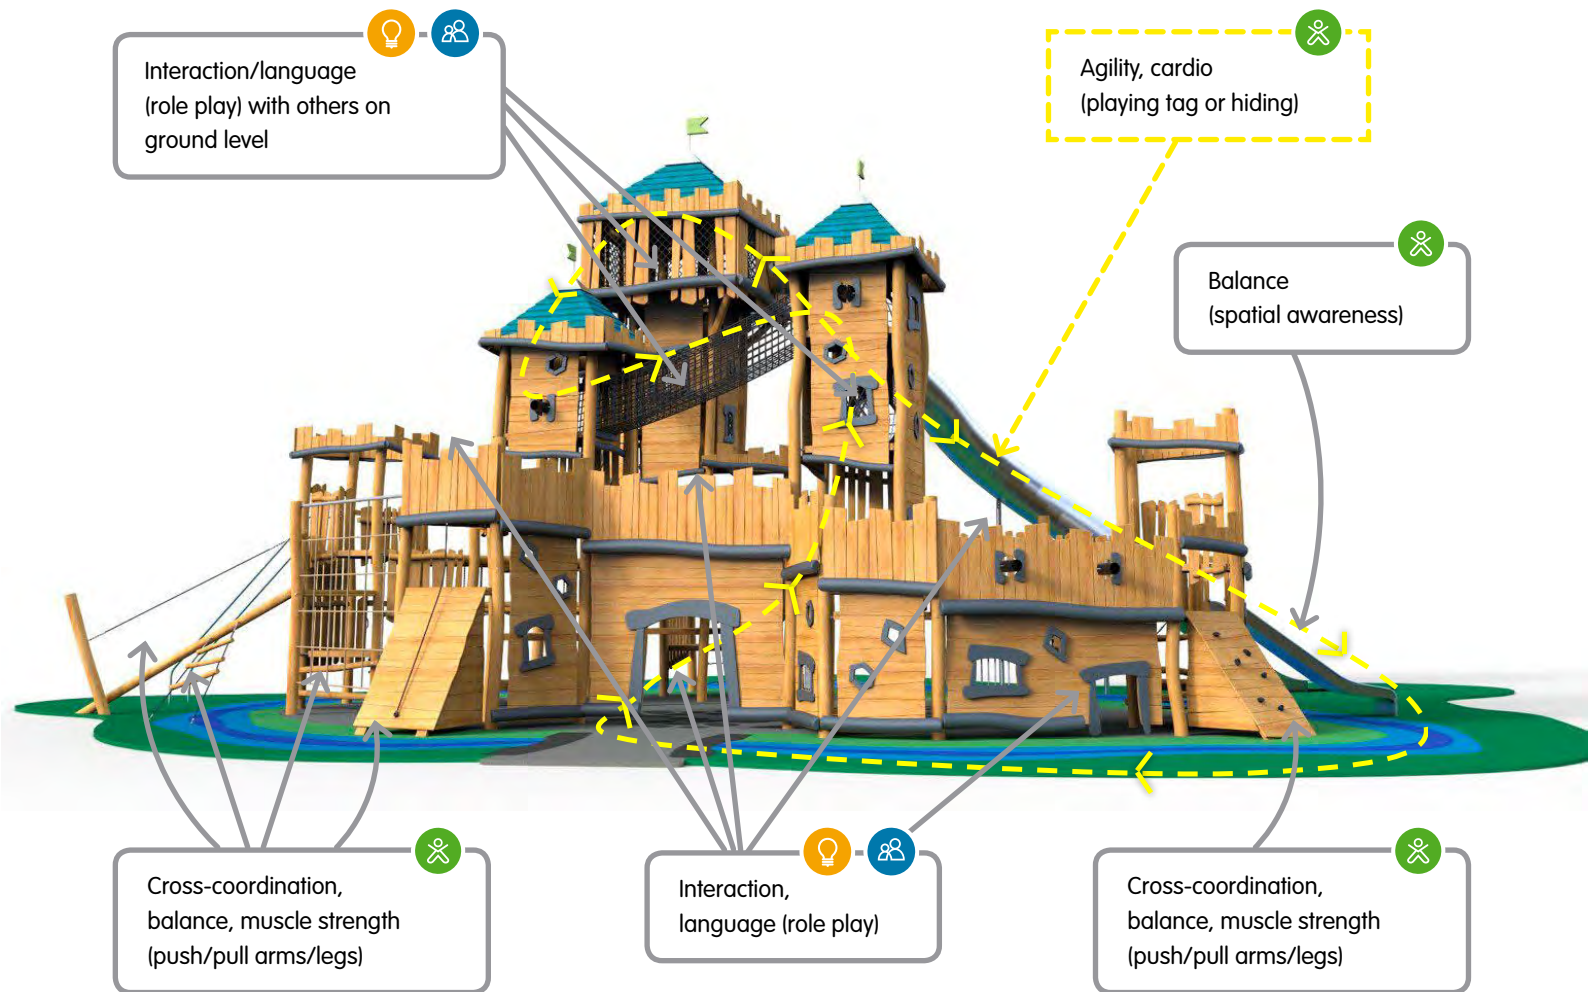 Interaction/language
(role play) with others on
ground level
Agility, cardio
(playing tag or hiding)
Balance
(spatial awareness)
Cross-coordination,
balance, muscle strength
(push/pull arms/legs)
Interaction,
language (role play)
Cross-coordination,
balance, muscle strength
(push/pull arms/legs)